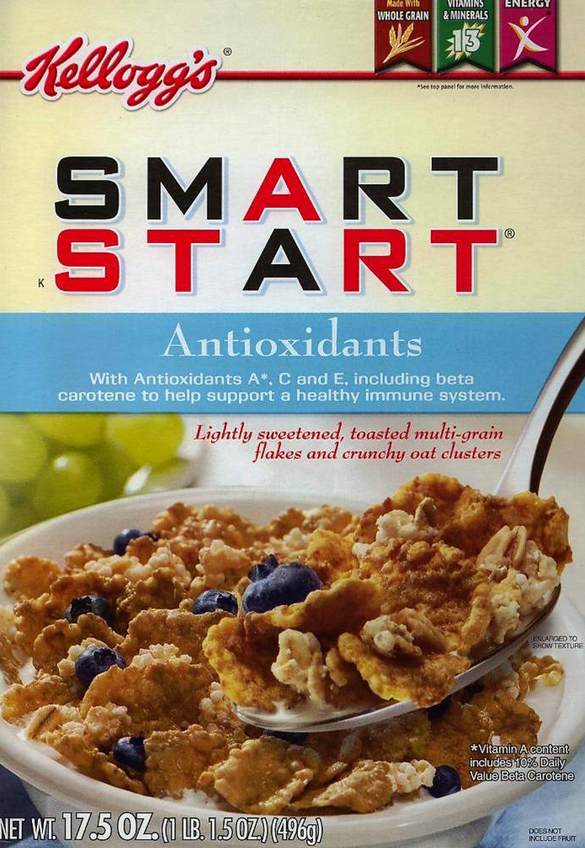 Made With
WHOLE GRAIN
VITAMINS
& MINERALS
13
ENERGY
Kellogg's®
*See top panel for more information.
SMART
START®
K
Antioxidants
With Antioxidants A*, C and E, including beta
carotene to help support a healthy immune system.
Lightly sweetened, toasted multi-grain
flakes and crunchy oat clusters
ENLARGED TO
SHOW TEXTURE
*Vitamin A content
includes 10% Daily
Value Beta Carotene
NET WT. 17.5 OZ. (1 LB. 1.5 OZ.) (496g)
DOES NOT
INCLUDE FRUIT